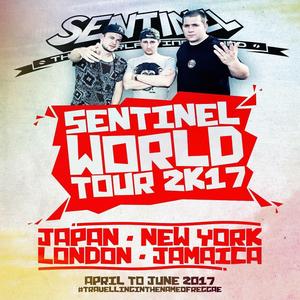 SENTINEL
SENTINEL
WORLD
TOUR 2K17
JAPAN - NEW YORK
LONDON - JAMAICA
APRIL TO JUNE 2017
#TRAVELLINGINTHENAMEOFREGGAE